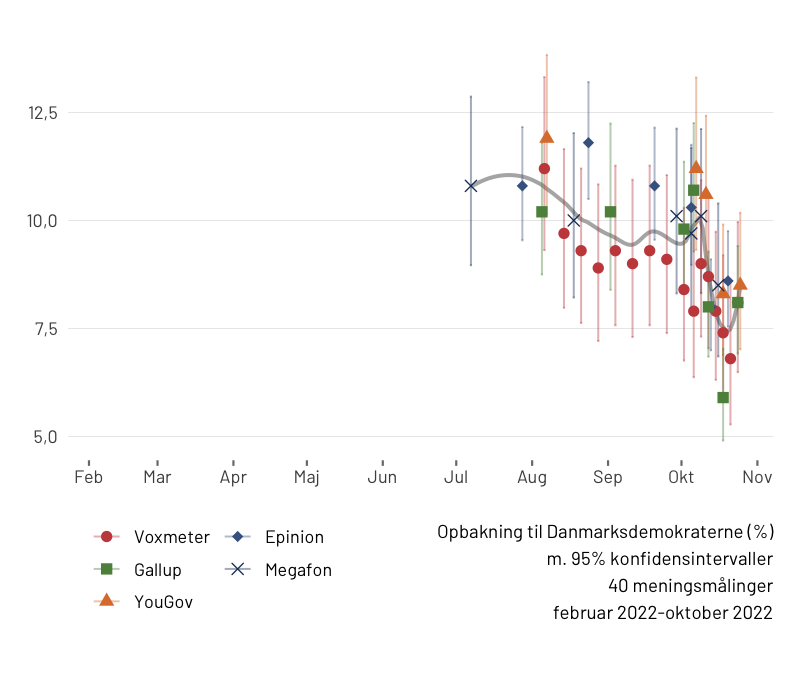 12,5
10,0
7,5
5,0
Feb Mar Apr Maj Jun Jul Aug Sep Okt Nov
Voxmeter Epinion
Gallup Megafon
YouGov
Opbakning til Danmarksdemokraterne (%)
m. 95% konfidensintervaller
40 meningsmålinger
februar 2022-oktober 2022